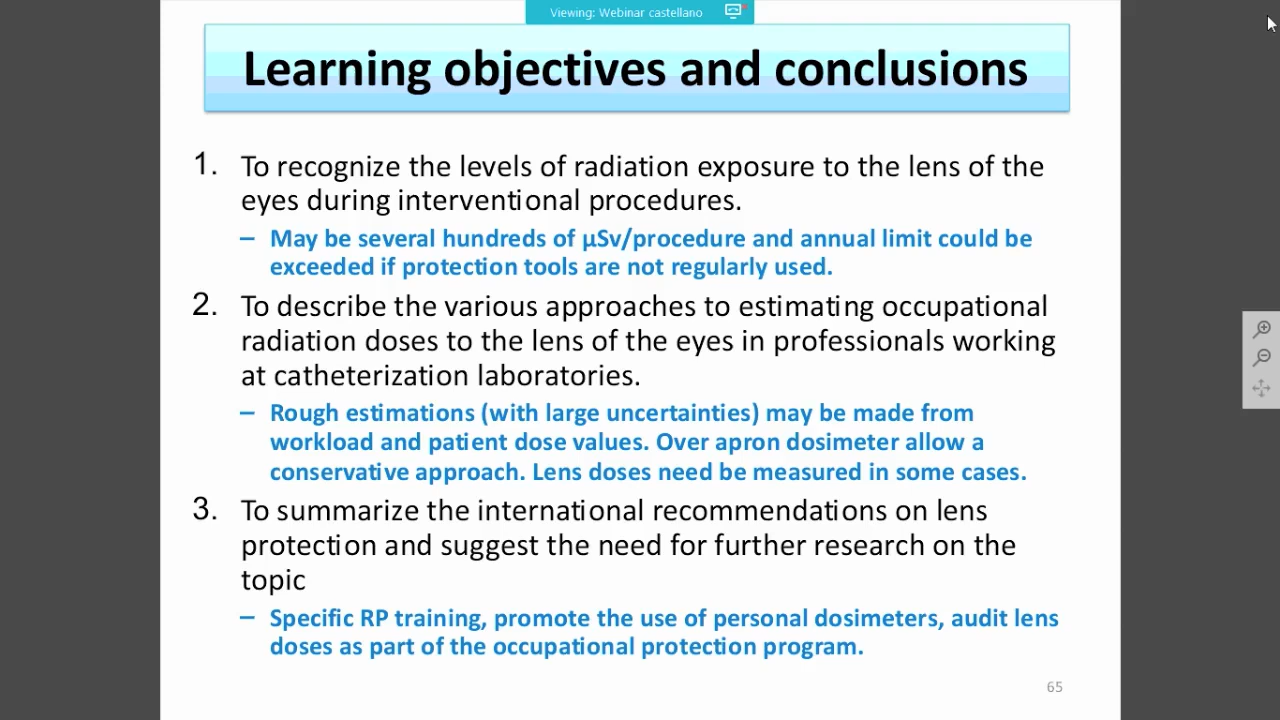 Viewing: Webinar castellano
Learning objectives and conclusions
1. To recognize the levels of radiation exposure to the lens of the
eyes during interventional procedures.
– May be several hundreds of μSv/procedure and annual limit could be
exceeded if protection tools are not regularly used.
2. To describe the various approaches to estimating occupational
radiation doses to the lens of the eyes in professionals working
at catheterization laboratories.
– Rough estimations (with large uncertainties) may be made from
workload and patient dose values. Over apron dosimeter allow a
conservative approach. Lens doses need be measured in some cases.
3. To summarize the international recommendations on lens
protection and suggest the need for further research on the
topic
– Specific RP training, promote the use of personal dosimeters, audit lens
doses as part of the occupational protection program.
65